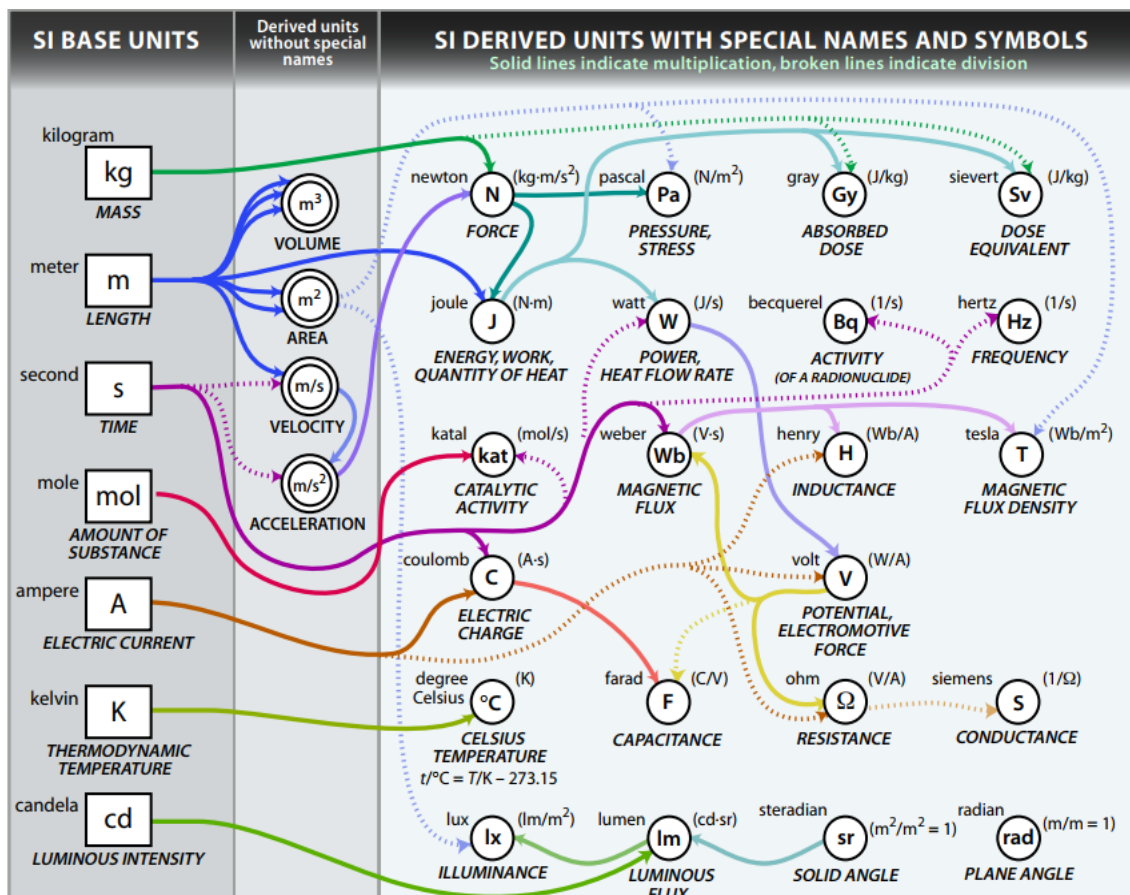 SI BASE UNITS
Derived units
without special
names
SI DERIVED UNITS WITH SPECIAL NAMES AND SYMBOLS
Solid lines indicate multiplication, broken lines indicate division
kilogram
kg
MASS
meter
m
LENGTH
second
s
TIME
mole
mol
AMOUNT OF
SUBSTANCE
ampere
A
ELECTRIC CURRENT
kelvin
K
THERMODYNAMIC
TEMPERATURE
candela
cd
LUMINOUS INTENSITY
m³
VOLUME
m²
AREA
m/s
VELOCITY
m/s²
ACCELERATION
newton
N
(kg·m/s²)
FORCE
pascal
Pa
(N/m²)
PRESSURE,
STRESS
gray
Gy
(J/kg)
ABSORBED
DOSE
sievert
Sv
(J/kg)
DOSE
EQUIVALENT
joule
J
(N·m)
ENERGY, WORK,
QUANTITY OF HEAT
watt
W
(J/s)
POWER,
HEAT FLOW RATE
becquerel
Bq
(1/s)
ACTIVITY
(OF A RADIONUCLIDE)
hertz
Hz
(1/s)
FREQUENCY
katal
kat
(mol/s)
CATALYTIC
ACTIVITY
weber
Wb
(V·s)
MAGNETIC
FLUX
henry
H
(Wb/A)
INDUCTANCE
tesla
T
(Wb/m²)
MAGNETIC
FLUX DENSITY
coulomb
C
(A·s)
ELECTRIC
CHARGE
volt
V
(W/A)
POTENTIAL,
ELECTROMOTIVE
FORCE
degree
Celsius
°C
(K)
CELSIUS
TEMPERATURE
t/°C = T/K – 273.15
farad
F
(C/V)
CAPACITANCE
ohm
Ω
(V/A)
RESISTANCE
siemens
S
(1/Ω)
CONDUCTANCE
lux
lx
(lm/m²)
ILLUMINANCE
lumen
lm
(cd·sr)
LUMINOUS
FLUX
steradian
sr
(m²/m² = 1)
SOLID ANGLE
radian
rad
(m/m = 1)
PLANE ANGLE